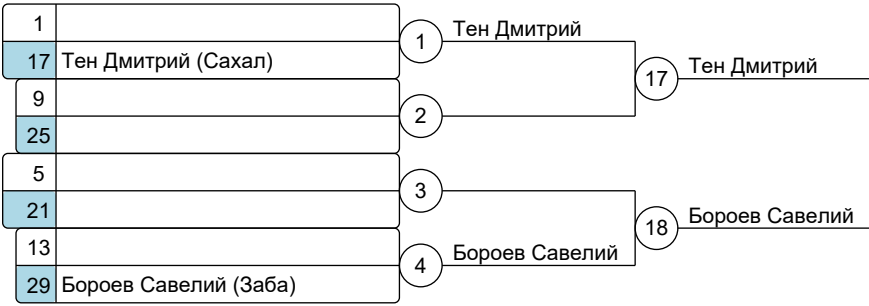 1
Тен Дмитрий
17 Тен Дмитрий (Сахал)
1
Тен Дмитрий
17
9
2
25
5
3
21
Бороев Савелий
18
13
Бороев Савелий
4
29 Бороев Савелий (Заба)